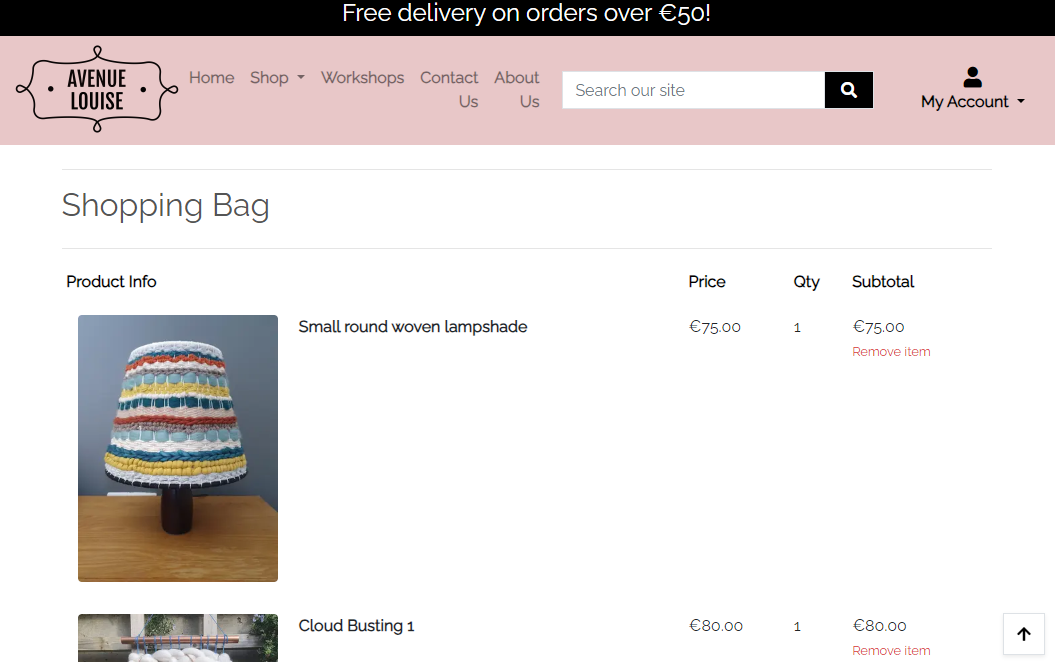 Free delivery on orders over €50!
AVENUE
LOUISE
Home Shop Workshops Contact Us About Us
Search our site
My Account
Shopping Bag
Product Info Price Qty Subtotal
Small round woven lampshade €75.00 1 €75.00
Remove item
Cloud Busting 1 €80.00 1 €80.00
Remove item